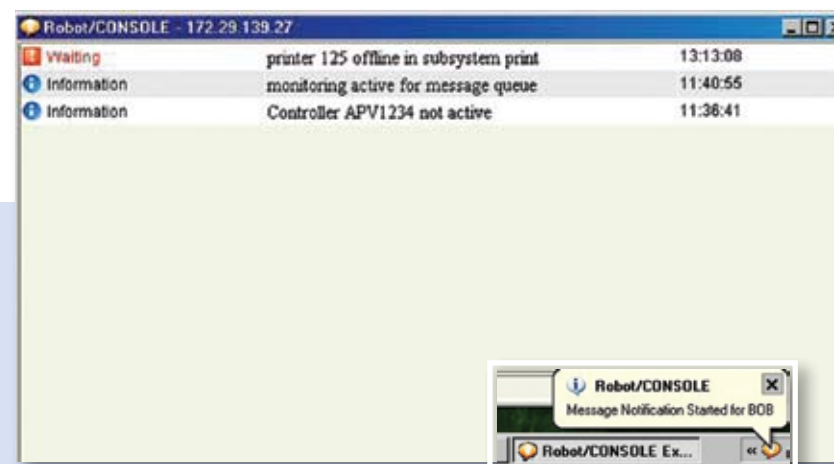 Robot/CONSOLE - 172.29.139.27
Waiting printer 125 offline in subsystem print 13:13:08
Information monitoring active for message queue 11:40:55
Information Controller APV1234 not active 11:36:41
Robot/CONSOLE
Message Notification Started for BOB
Robot/CONSOLE Ex... «